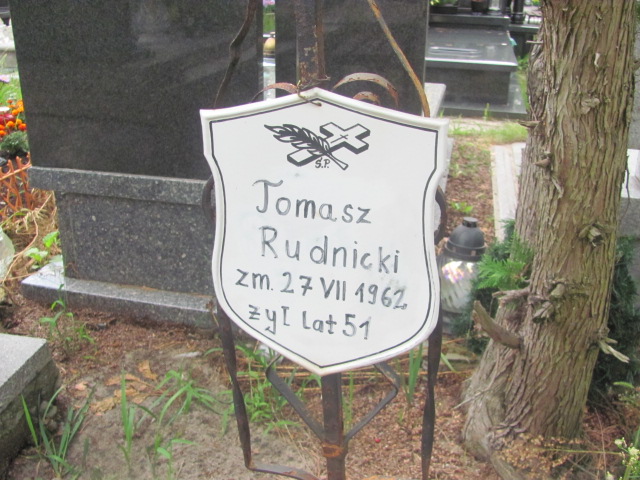 Ś.P.
Tomasz
Rudnicki
zm. 27 VII 1962
żył Lat 51